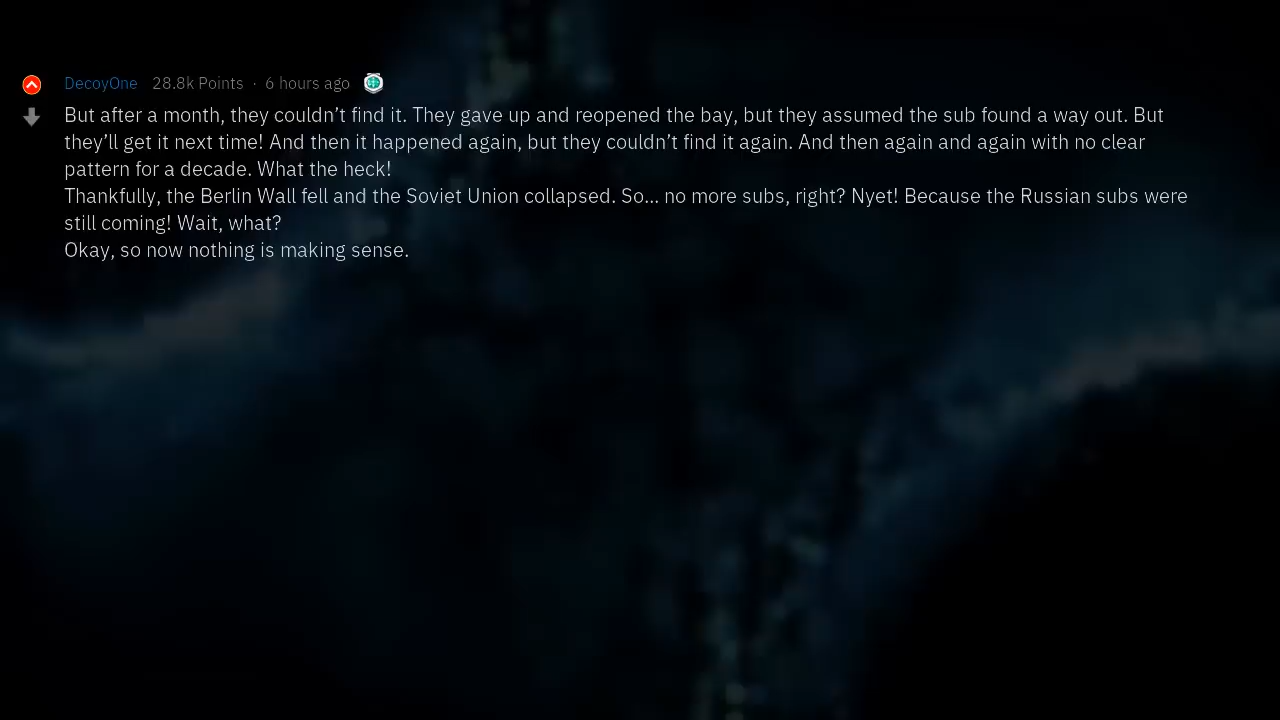 DecoyOne 28.8k Points · 6 hours ago
But after a month, they couldn’t find it. They gave up and reopened the bay, but they assumed the sub found a way out. But
they’ll get it next time! And then it happened again, but they couldn’t find it again. And then again and again with no clear
pattern for a decade. What the heck!
Thankfully, the Berlin Wall fell and the Soviet Union collapsed. So... no more subs, right? Nyet! Because the Russian subs were
still coming! Wait, what?
Okay, so now nothing is making sense.